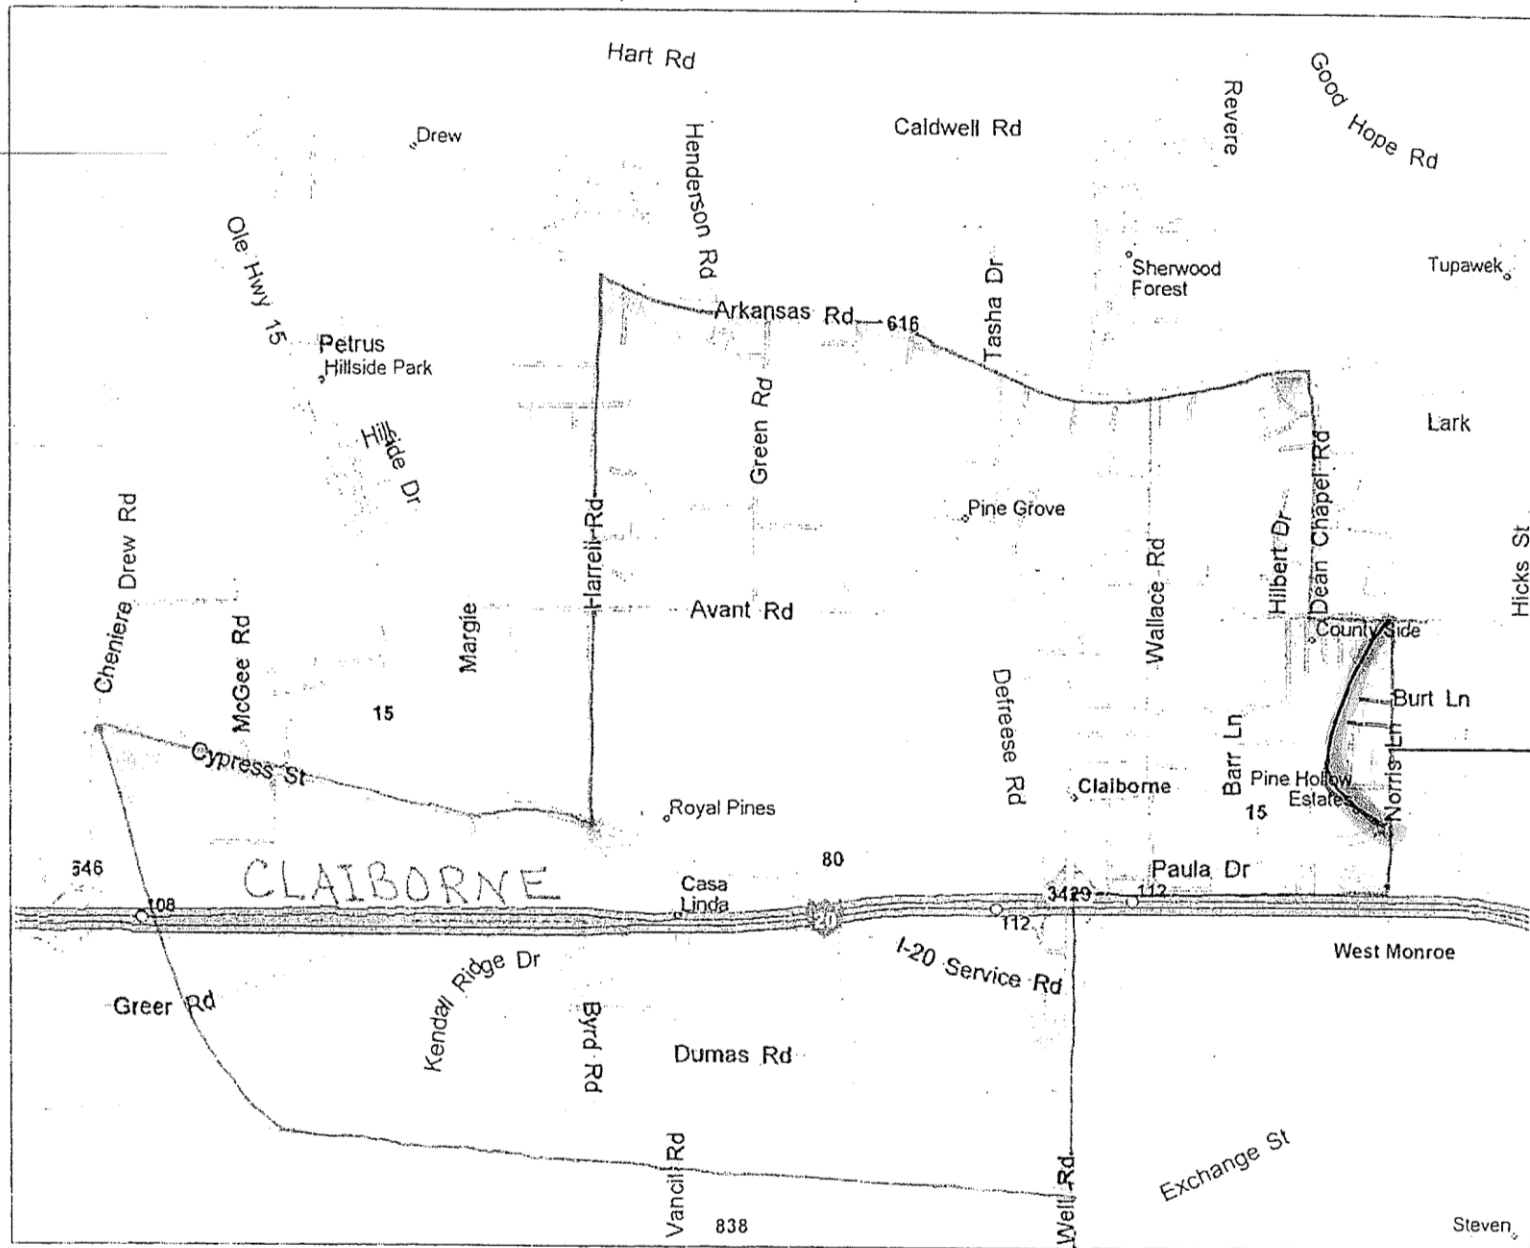 Hart Rd
Good Hope Rd
Revere
Caldwell Rd
Drew
Henderson Rd
Ole Hwy 15
Tasha Dr
Sherwood
Forest
Tupawek
Arkansas Rd
616
Petrus
Hillside Park
Green Rd
Hillside Dr
Lark
Dean Chapel Rd
Cheniere Drew Rd
Harrell Rd
Pine Grove
Wallace Rd
Hilbert Dr
Hicks St
Margie
Avant Rd
McGee Rd
County Side
Defreese Rd
15
Burt Ln
Barr Ln
Norris Ln
Cypress St
Claiborne
Pine Hollow
Estates
Royal Pines
15
80
546
CLAIBORNE
Casa
Linda
Paula Dr
108
3429
112
20
112
I-20 Service Rd
West Monroe
Kendall Ridge Dr
Greer Rd
Byrd Rd
Dumas Rd
Vancil Rd
Well Rd
Exchange St
838
Steven